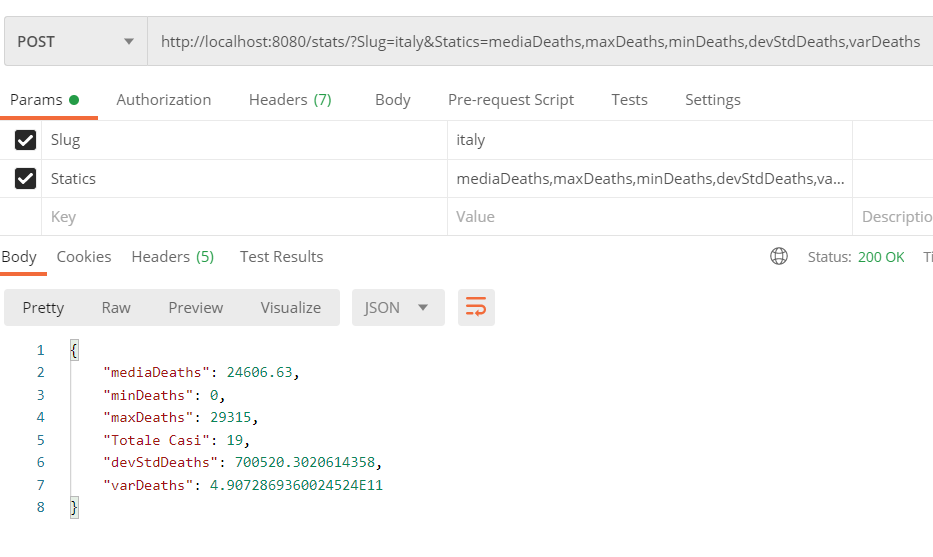 POST http://localhost:8080/stats/?Slug=italy&Statics=mediaDeaths,maxDeaths,minDeaths,devStdDeaths,varDeaths
Params Authorization Headers (7) Body Pre-request Script Tests Settings
Slug italy
Statics mediaDeaths,maxDeaths,minDeaths,devStdDeaths,va...
Key Value Descriptio
Body Cookies Headers (5) Test Results Status: 200 OK Ti
Pretty Raw Preview Visualize JSON
1 {
2 "mediaDeaths": 24606.63,
3 "minDeaths": 0,
4 "maxDeaths": 29315,
5 "Totale Casi": 19,
6 "devStdDeaths": 700520.3020614358,
7 "varDeaths": 4.9072869360024524E11
8 }